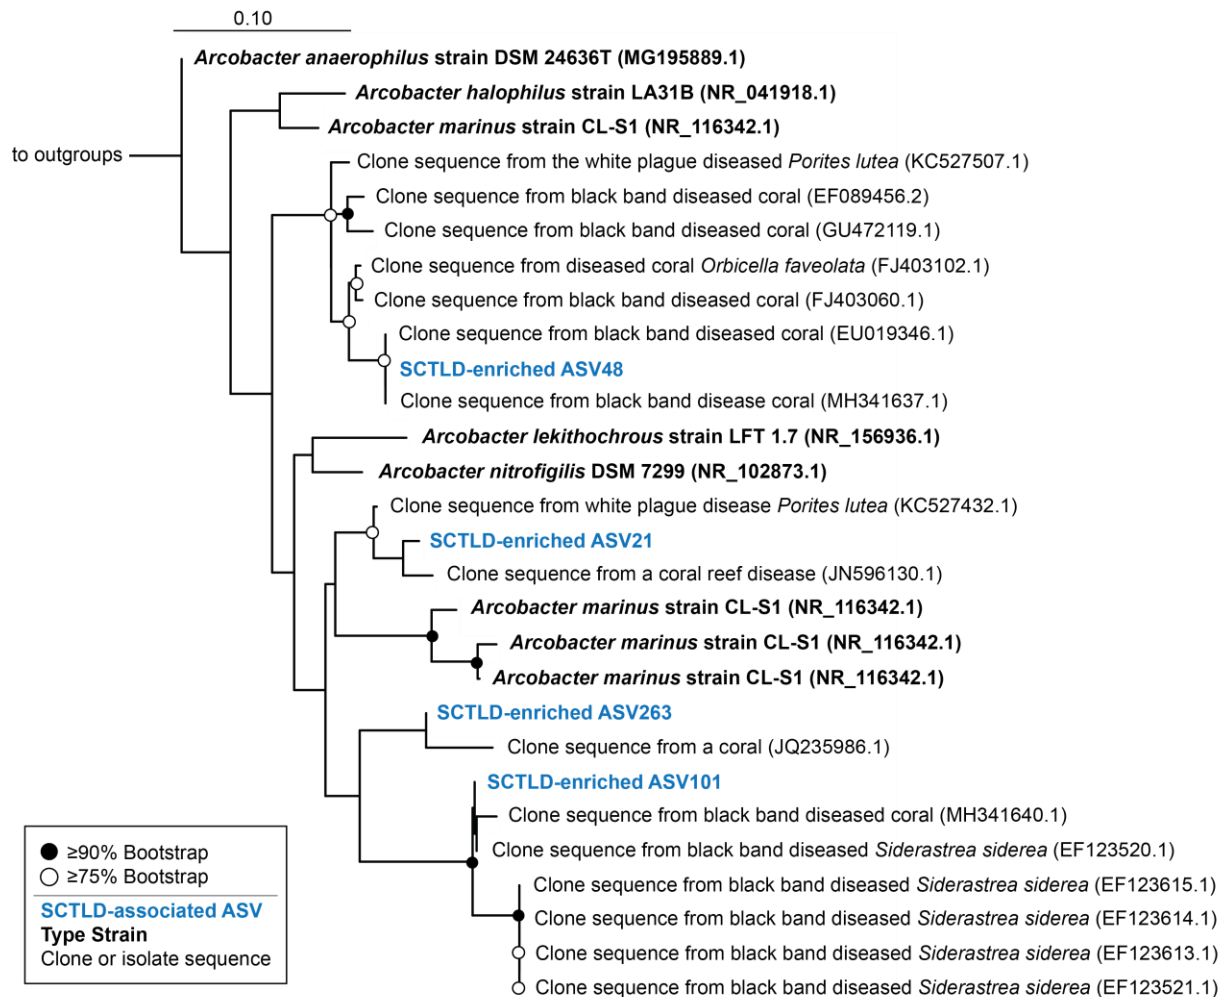 0.10
Arcobacter anaerophilus strain DSM 24636T (MG195889.1)
Arcobacter halophilus strain LA31B (NR_041918.1)
Arcobacter marinus strain CL-S1 (NR_116342.1)
to outgroups
Clone sequence from the white plague diseased Porites lutea (KC527507.1)
Clone sequence from black band diseased coral (EF089456.2)
Clone sequence from black band diseased coral (GU472119.1)
Clone sequence from diseased coral Orbicella faveolata (FJ403102.1)
Clone sequence from black band diseased coral (FJ403060.1)
Clone sequence from black band diseased coral (EU019346.1)
SCTLD-enriched ASV48
Clone sequence from black band disease coral (MH341637.1)
Arcobacter lekithochrous strain LFT 1.7 (NR_156936.1)
Arcobacter nitrofigilis DSM 7299 (NR_102873.1)
Clone sequence from white plague disease Porites lutea (KC527432.1)
SCTLD-enriched ASV21
Clone sequence from a coral reef disease (JN596130.1)
Arcobacter marinus strain CL-S1 (NR_116342.1)
Arcobacter marinus strain CL-S1 (NR_116342.1)
Arcobacter marinus strain CL-S1 (NR_116342.1)
SCTLD-enriched ASV263
Clone sequence from a coral (JQ235986.1)
SCTLD-enriched ASV101
Clone sequence from black band diseased coral (MH341640.1)
Clone sequence from black band diseased Siderastrea siderea (EF123520.1)
Clone sequence from black band diseased Siderastrea siderea (EF123615.1)
Clone sequence from black band diseased Siderastrea siderea (EF123614.1)
Clone sequence from black band diseased Siderastrea siderea (EF123613.1)
Clone sequence from black band diseased Siderastrea siderea (EF123521.1)
≥90% Bootstrap
≥75% Bootstrap
SCTLD-associated ASV
Type Strain
Clone or isolate sequence